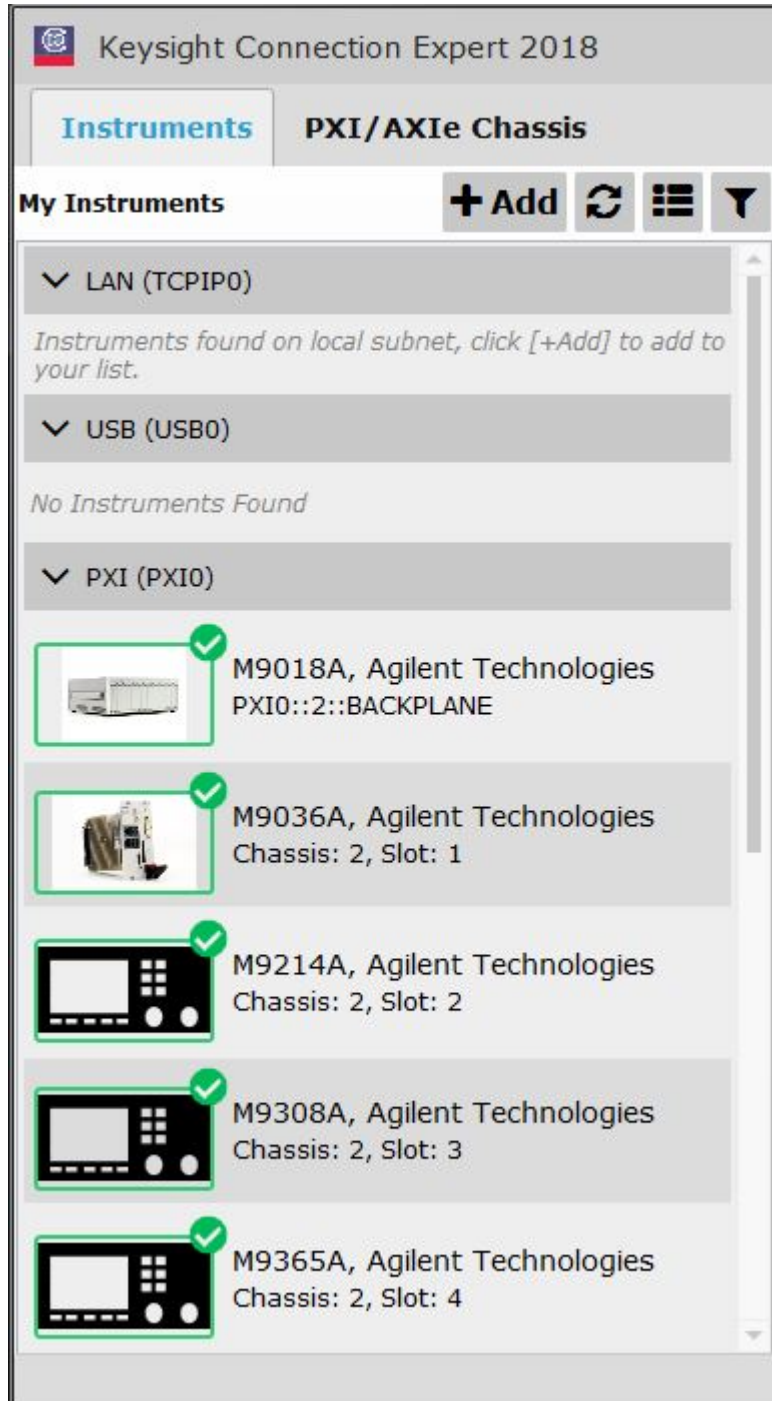 Keysight Connection Expert 2018
Instruments PXI/AXIe Chassis
My Instruments Add
LAN (TCPIP0)
Instruments found on local subnet, click [+Add] to add to
your list.
USB (USB0)
No Instruments Found
PXI (PXI0)
M9018A, Agilent Technologies
PXI0::2::BACKPLANE
M9036A, Agilent Technologies
Chassis: 2, Slot: 1
M9214A, Agilent Technologies
Chassis: 2, Slot: 2
M9308A, Agilent Technologies
Chassis: 2, Slot: 3
M9365A, Agilent Technologies
Chassis: 2, Slot: 4